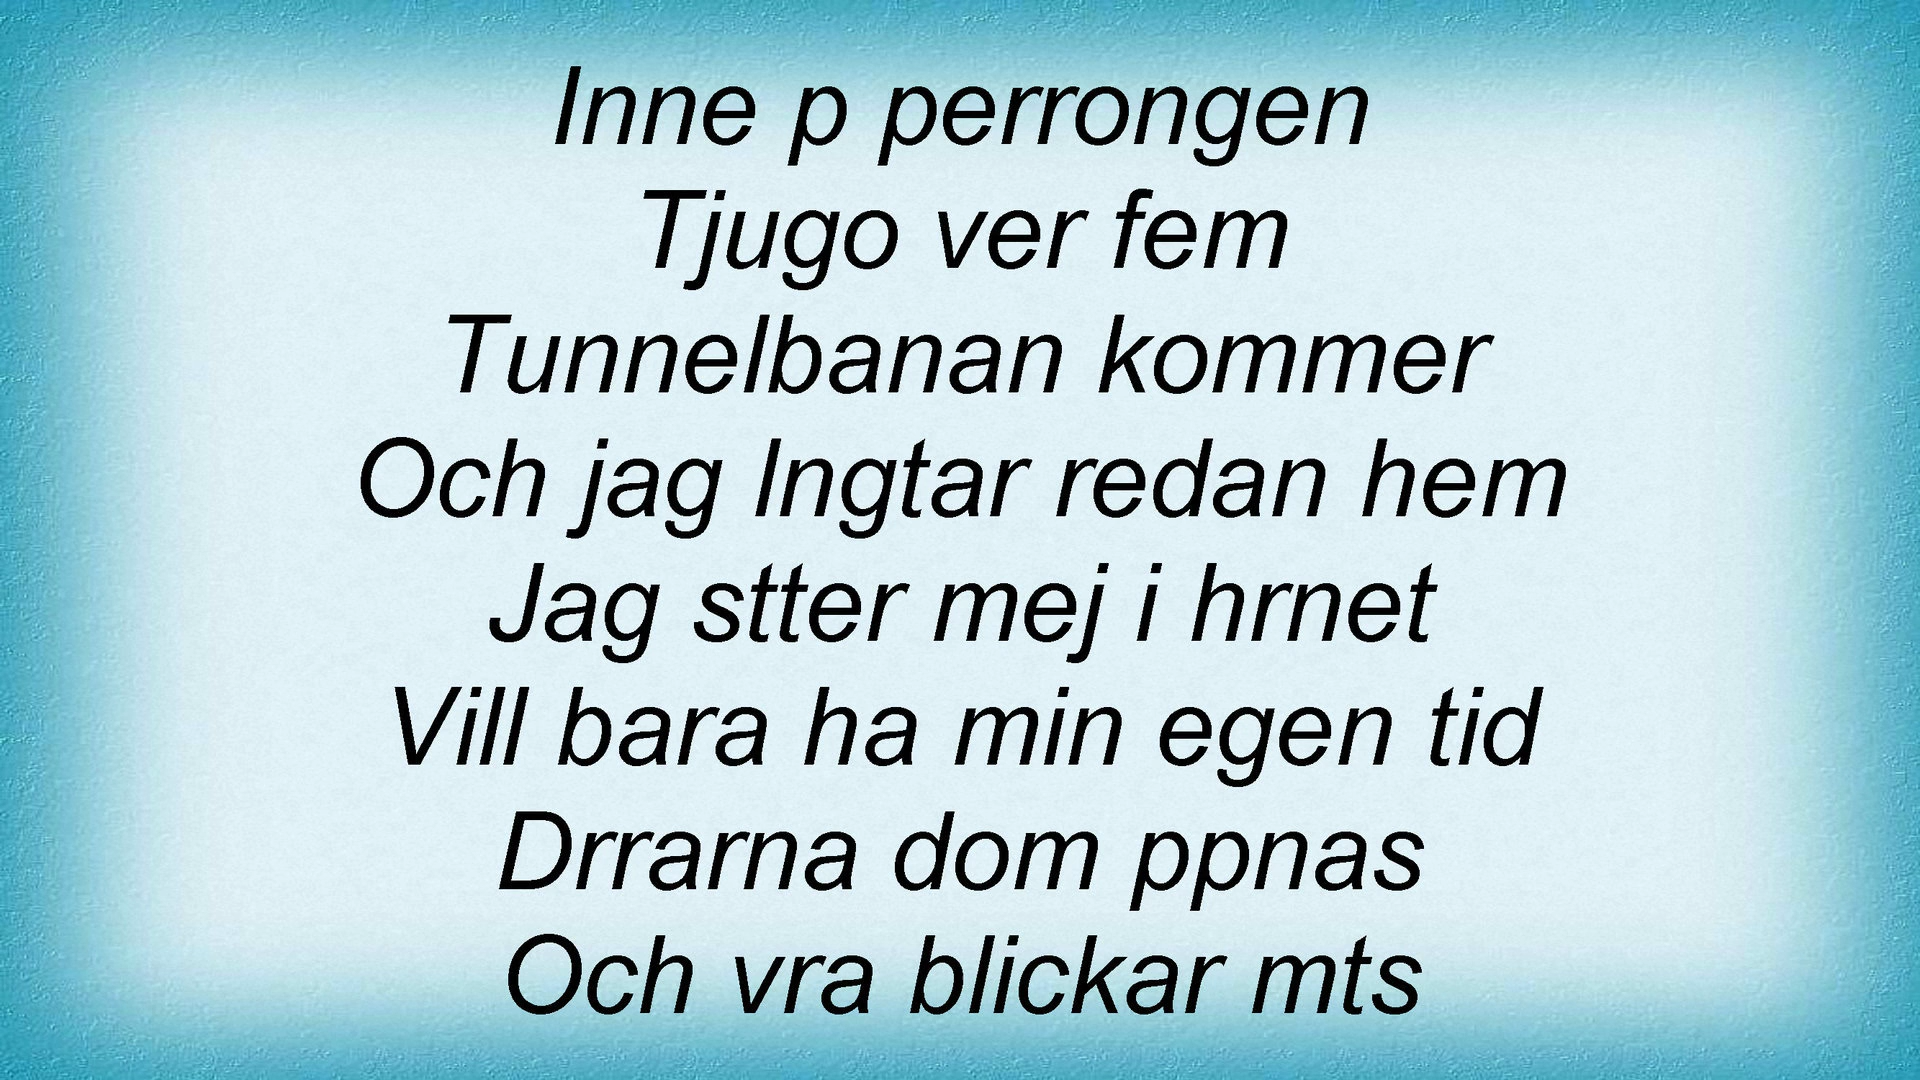 Inne p perrongen
Tjugo ver fem
Tunnelbanan kommer
Och jag lngtar redan hem
Jag stter mej i hrnet
Vill bara ha min egen tid
Drrarna dom ppnas
Och vra blickar mts